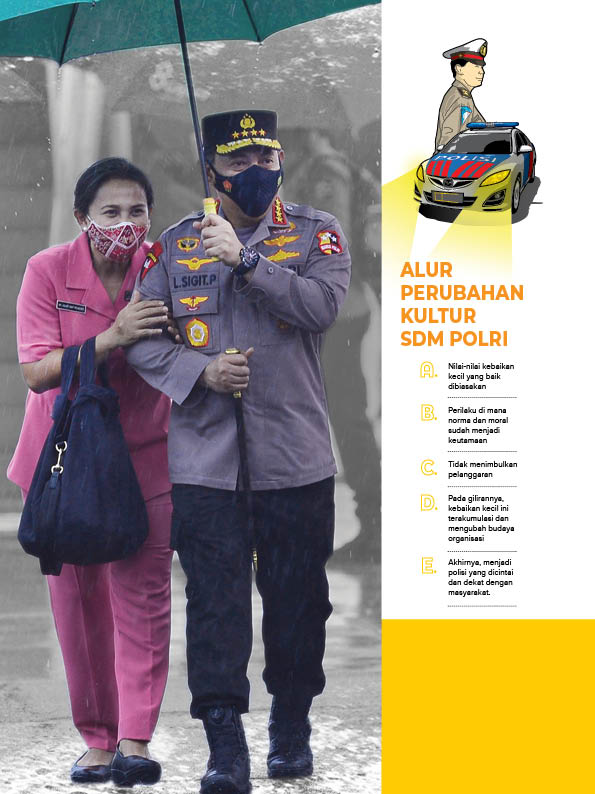 L.SIGIT.P
POLISI
ALUR
PERUBAHAN
KULTUR
SDM POLRI
A. Nilai-nilai kebaikan
kecil yang baik
dibiasakan
B. Perilaku di mana
norma dan moral
sudah menjadi
keutamaan
C. Tidak menimbulkan
pelanggaran
D. Pada gilirannya,
kebaikan kecil ini
terakumulasi dan
mengubah budaya
organisasi
E. Akhirnya, menjadi
polisi yang dicintai
dan dekat dengan
masyarakat.